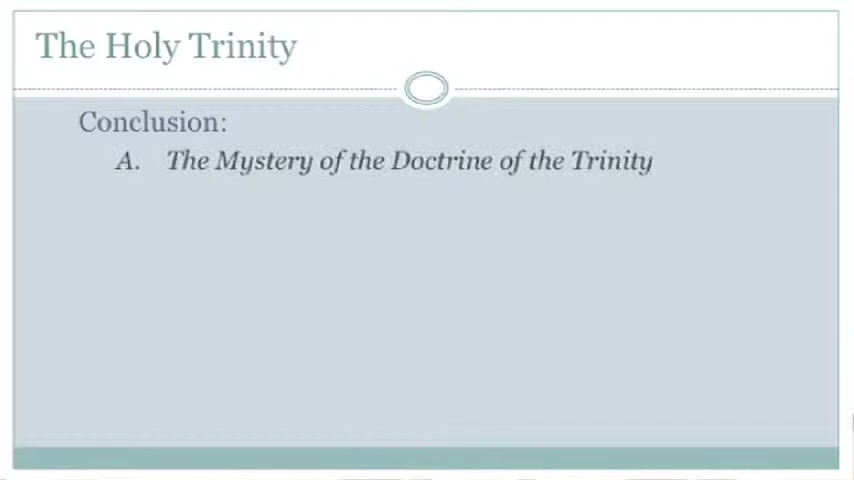 The Holy Trinity
Conclusion:
A. The Mystery of the Doctrine of the Trinity